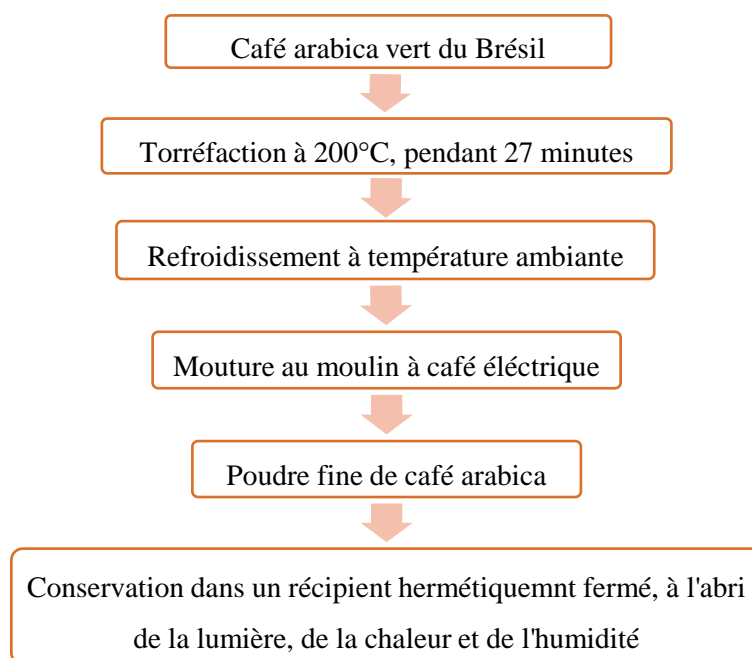 Café arabica vert du Brésil
Torréfaction à 200°C, pendant 27 minutes
Refroidissement à température ambiante
Mouture au moulin à café éléctrique
Poudre fine de café arabica
Conservation dans un récipient hermétiquemnt fermé, à l'abri
de la lumière, de la chaleur et de l'humidité